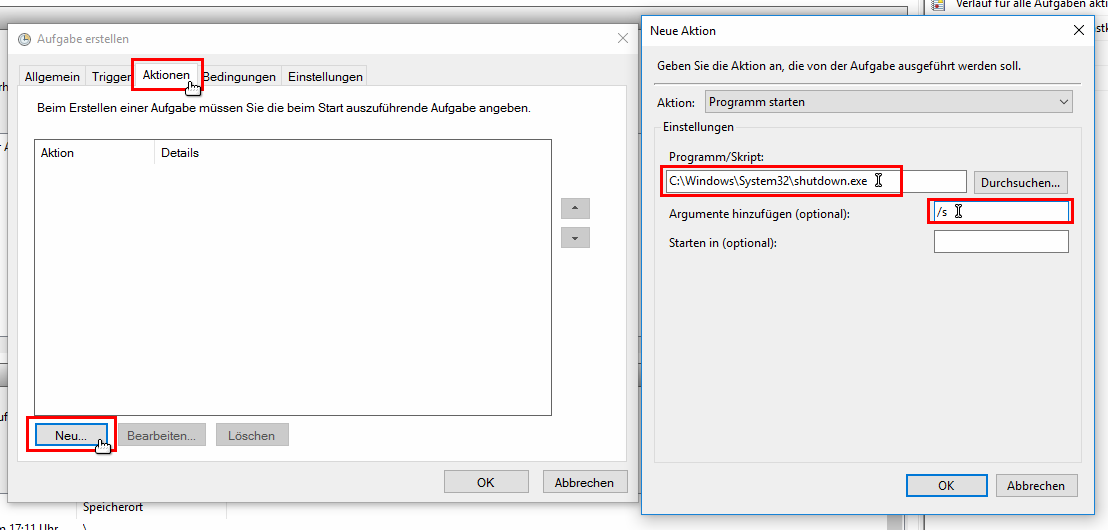 Verlauf für alle Aufgaben akti
Aufgabe erstellen
Allgemein Trigger Aktionen Bedingungen Einstellungen
Beim Erstellen einer Aufgabe müssen Sie die beim Start auszuführende Aufgabe angeben.
Aktion Details
Neu... Bearbeiten... Löschen
OK Abbrechen
Speicherort
17:11 Uhr \
Neue Aktion
Geben Sie die Aktion an, die von der Aufgabe ausgeführt werden soll.
Aktion: Programm starten
Einstellungen
Programm/Skript:
C:\Windows\System32\shutdown.exe Durchsuchen...
Argumente hinzufügen (optional): /s
Starten in (optional):
OK Abbrechen